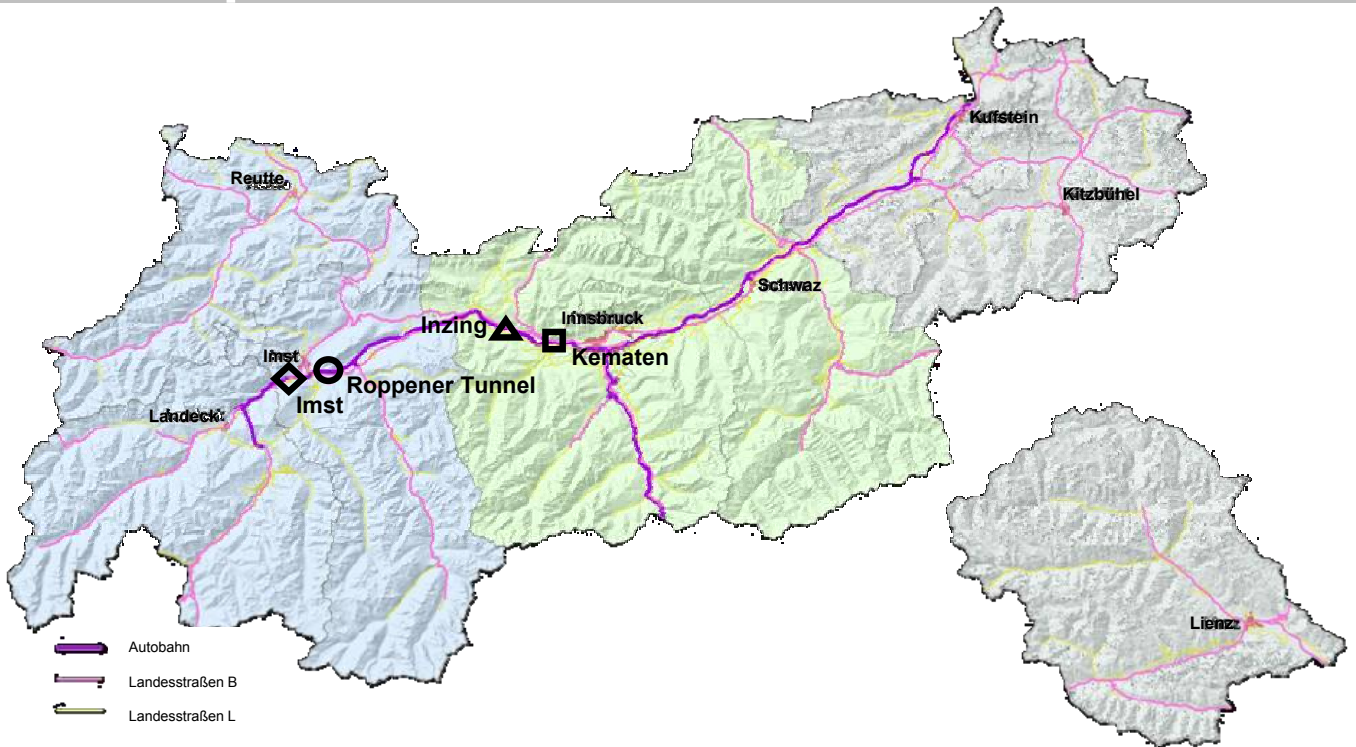 Kufstein
Reutte
Kitzbühel
Schwaz
Innsbruck
Inzing
Kematen
Imst
Roppener Tunnel
Imst
Landeck
Lienz
Autobahn
Landesstraßen B
Landesstraßen L